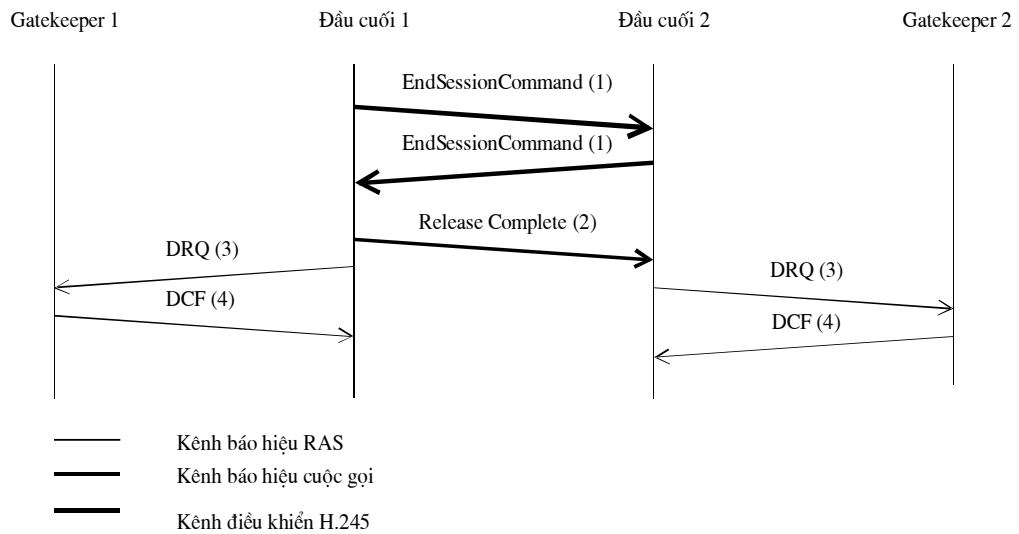 Gatekeeper 1 Đầu cuối 1 Đầu cuối 2 Gatekeeper 2
EndSessionCommand (1)
EndSessionCommand (1)
Release Complete (2)
DRQ (3)
DRQ (3)
DCF (4)
DCF (4)
Kênh báo hiệu RAS
Kênh báo hiệu cuộc gọi
Kênh điều khiển H.245